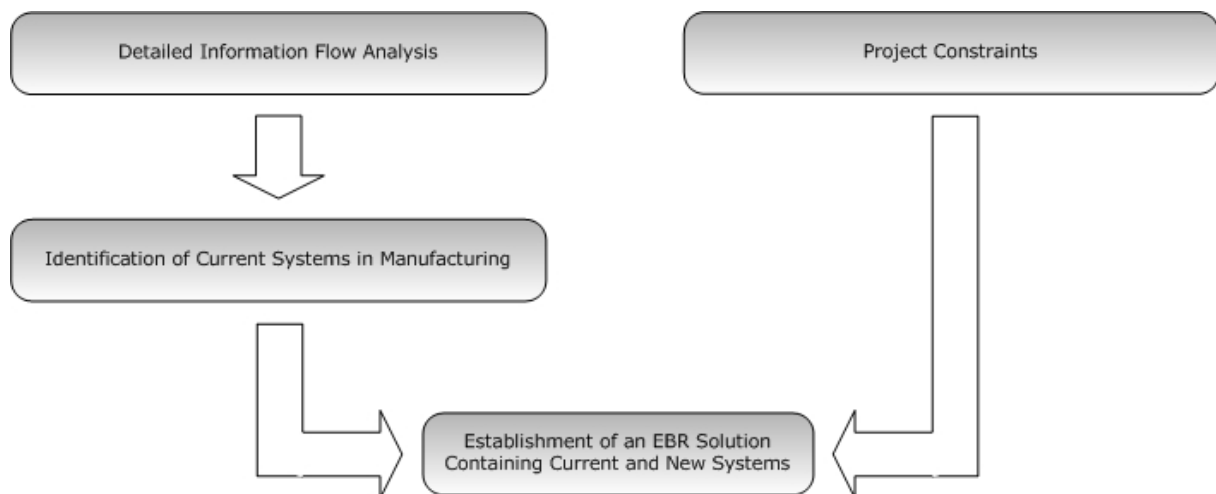 Detailed Information Flow Analysis
Project Constraints
Identification of Current Systems in Manufacturing
Establishment of an EBR Solution
Containing Current and New Systems